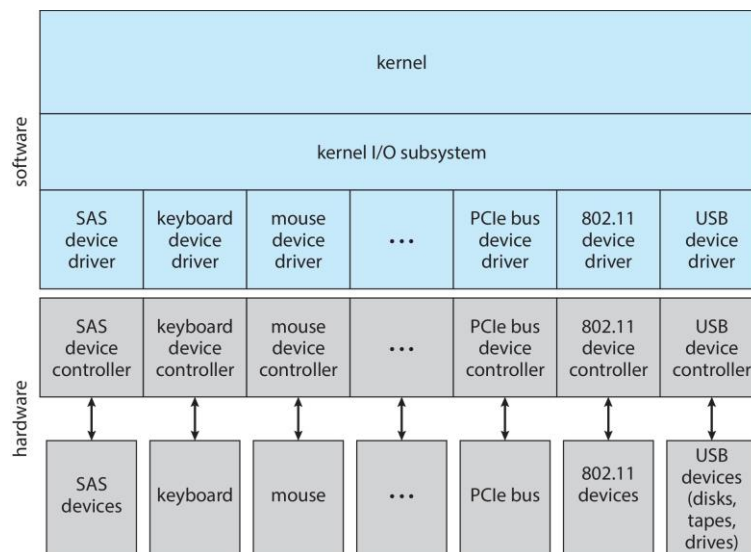 kernel
software
kernel I/O subsystem
SAS
device
driver
keyboard
device
driver
mouse
device
driver
•••
PCIe bus
device
driver
802.11
device
driver
USB
device
driver
hardware
SAS
device
controller
keyboard
device
controller
mouse
device
controller
•••
PCIe bus
device
controller
802.11
device
controller
USB
device
controller
SAS
devices
keyboard
mouse
•••
PCIe bus
802.11
devices
USB
devices
(disks,
tapes,
drives)